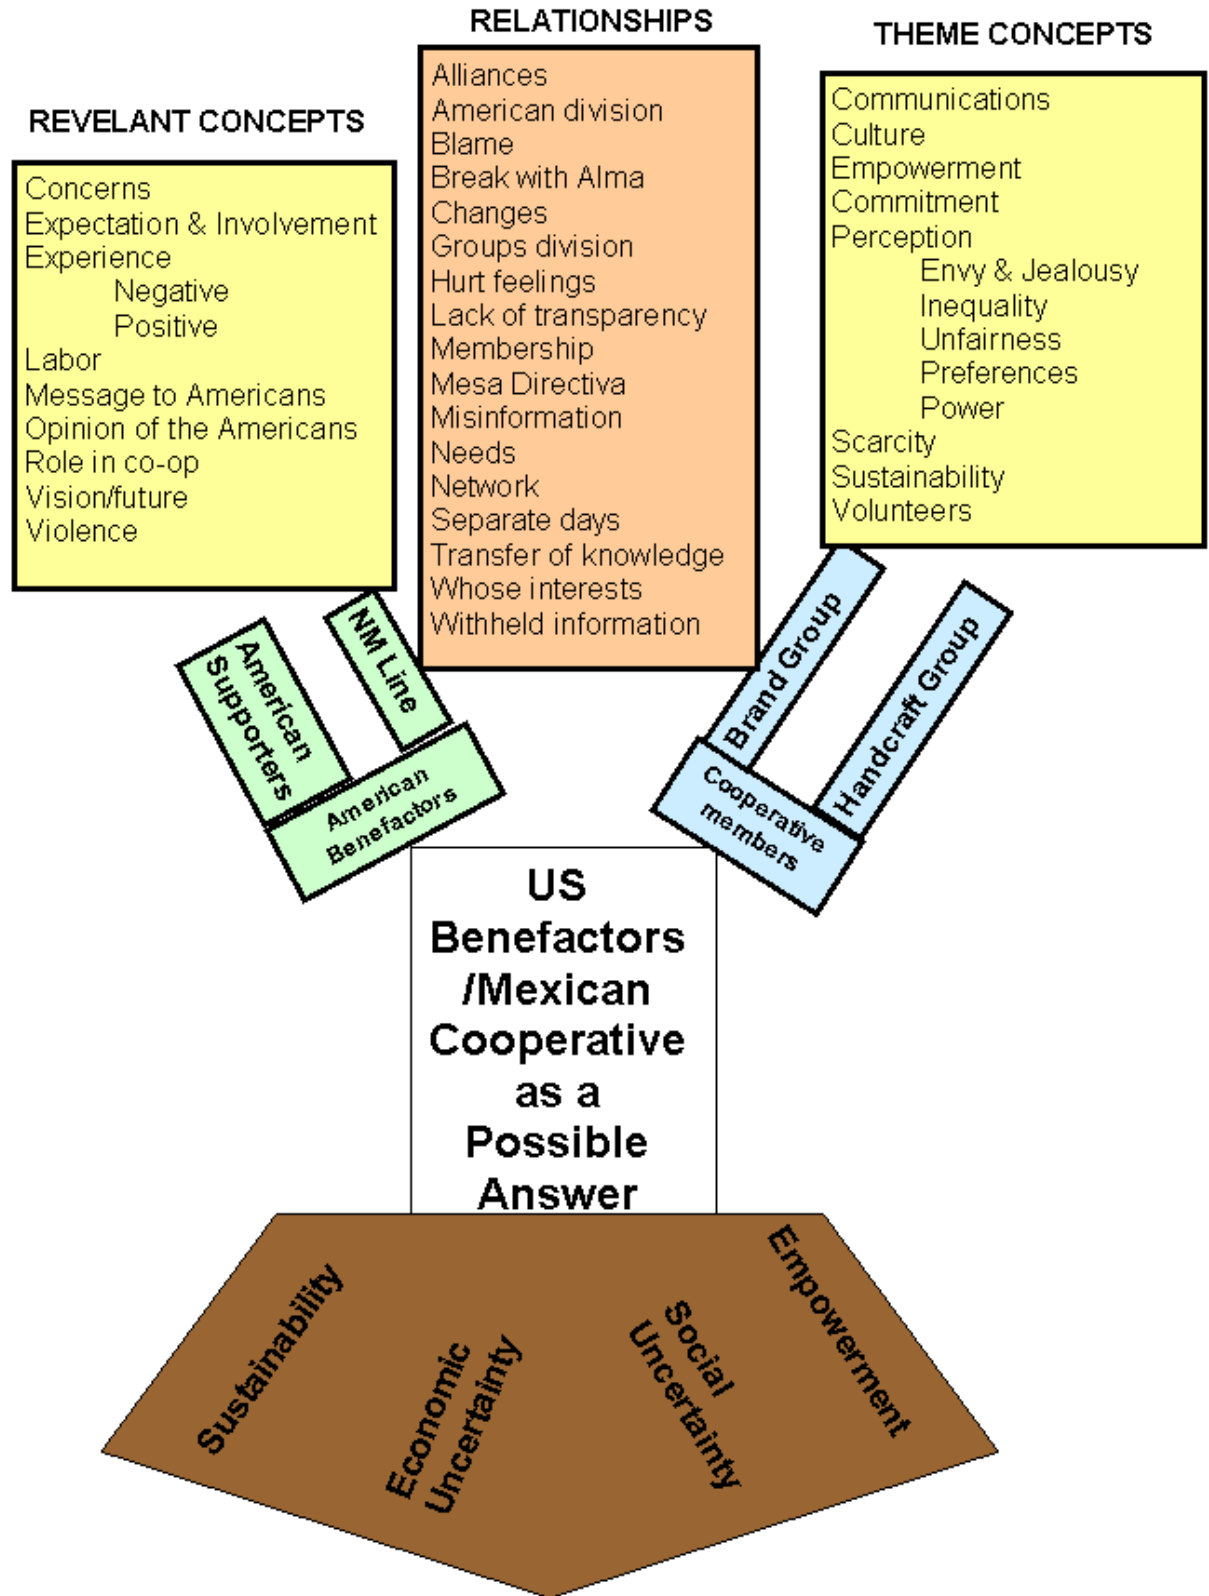 REVELANT CONCEPTS
Concerns
Expectation & Involvement
Experience
Negative
Positive
Labor
Message to Americans
Opinion of the Americans
Role in co-op
Vision/future
Violence
RELATIONSHIPS
Alliances
American division
Blame
Break with Alma
Changes
Groups division
Hurt feelings
Lack of transparency
Membership
Mesa Directiva
Misinformation
Needs
Network
Separate days
Transfer of knowledge
Whose interests
Withheld information
THEME CONCEPTS
Communications
Culture
Empowerment
Commitment
Perception
Envy & Jealousy
Inequality
Unfairness
Preferences
Power
Scarcity
Sustainability
Volunteers
American
Supporters
NM Line
American
Benefactors
Brand Group
Handcraft Group
Cooperative
members
US
Benefactors
/Mexican
Cooperative
as a
Possible
Answer
Sustainability
Economic
Uncertainty
Social
Uncertainty
Empowerment